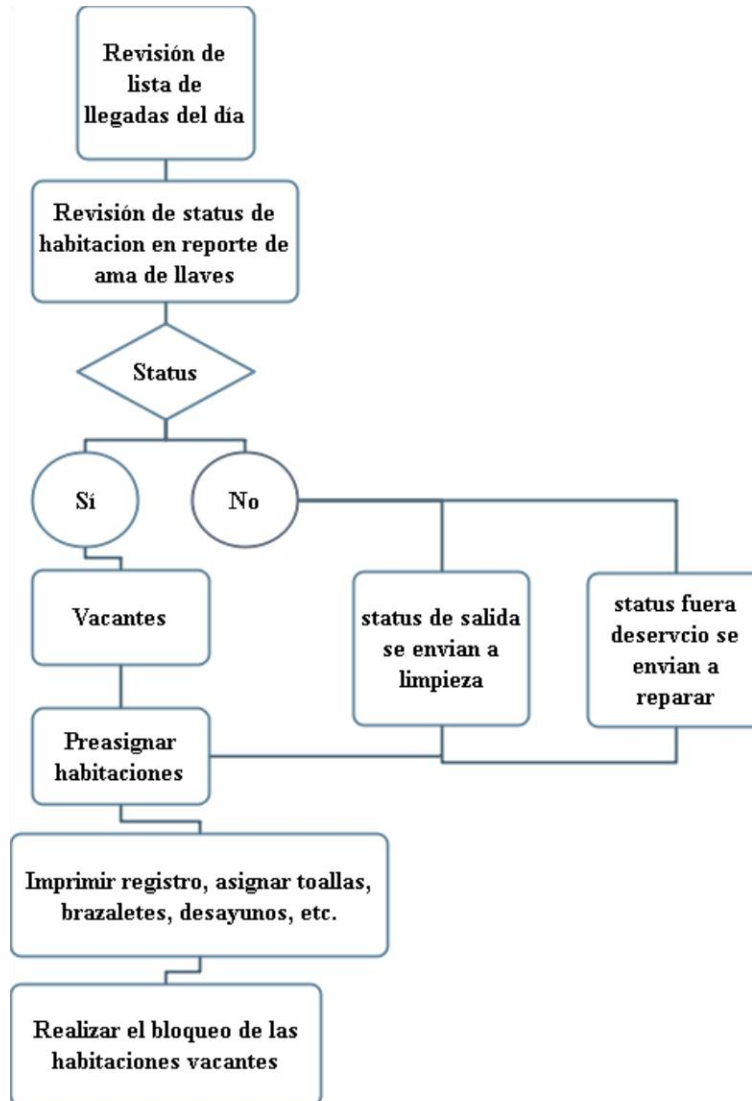 Revisión de
lista de
llegadas del día
Revisión de status de
habitacion en reporte de
ama de llaves
Status
Sí
No
Vacantes
status de salida
se envian a
limpieza
status fuera
deservcio se
envian a
reparar
Preasignar
habitaciones
Imprimir registro, asignar toallas,
brazaletes, desayunos, etc.
Realizar el bloqueo de las
habitaciones vacantes